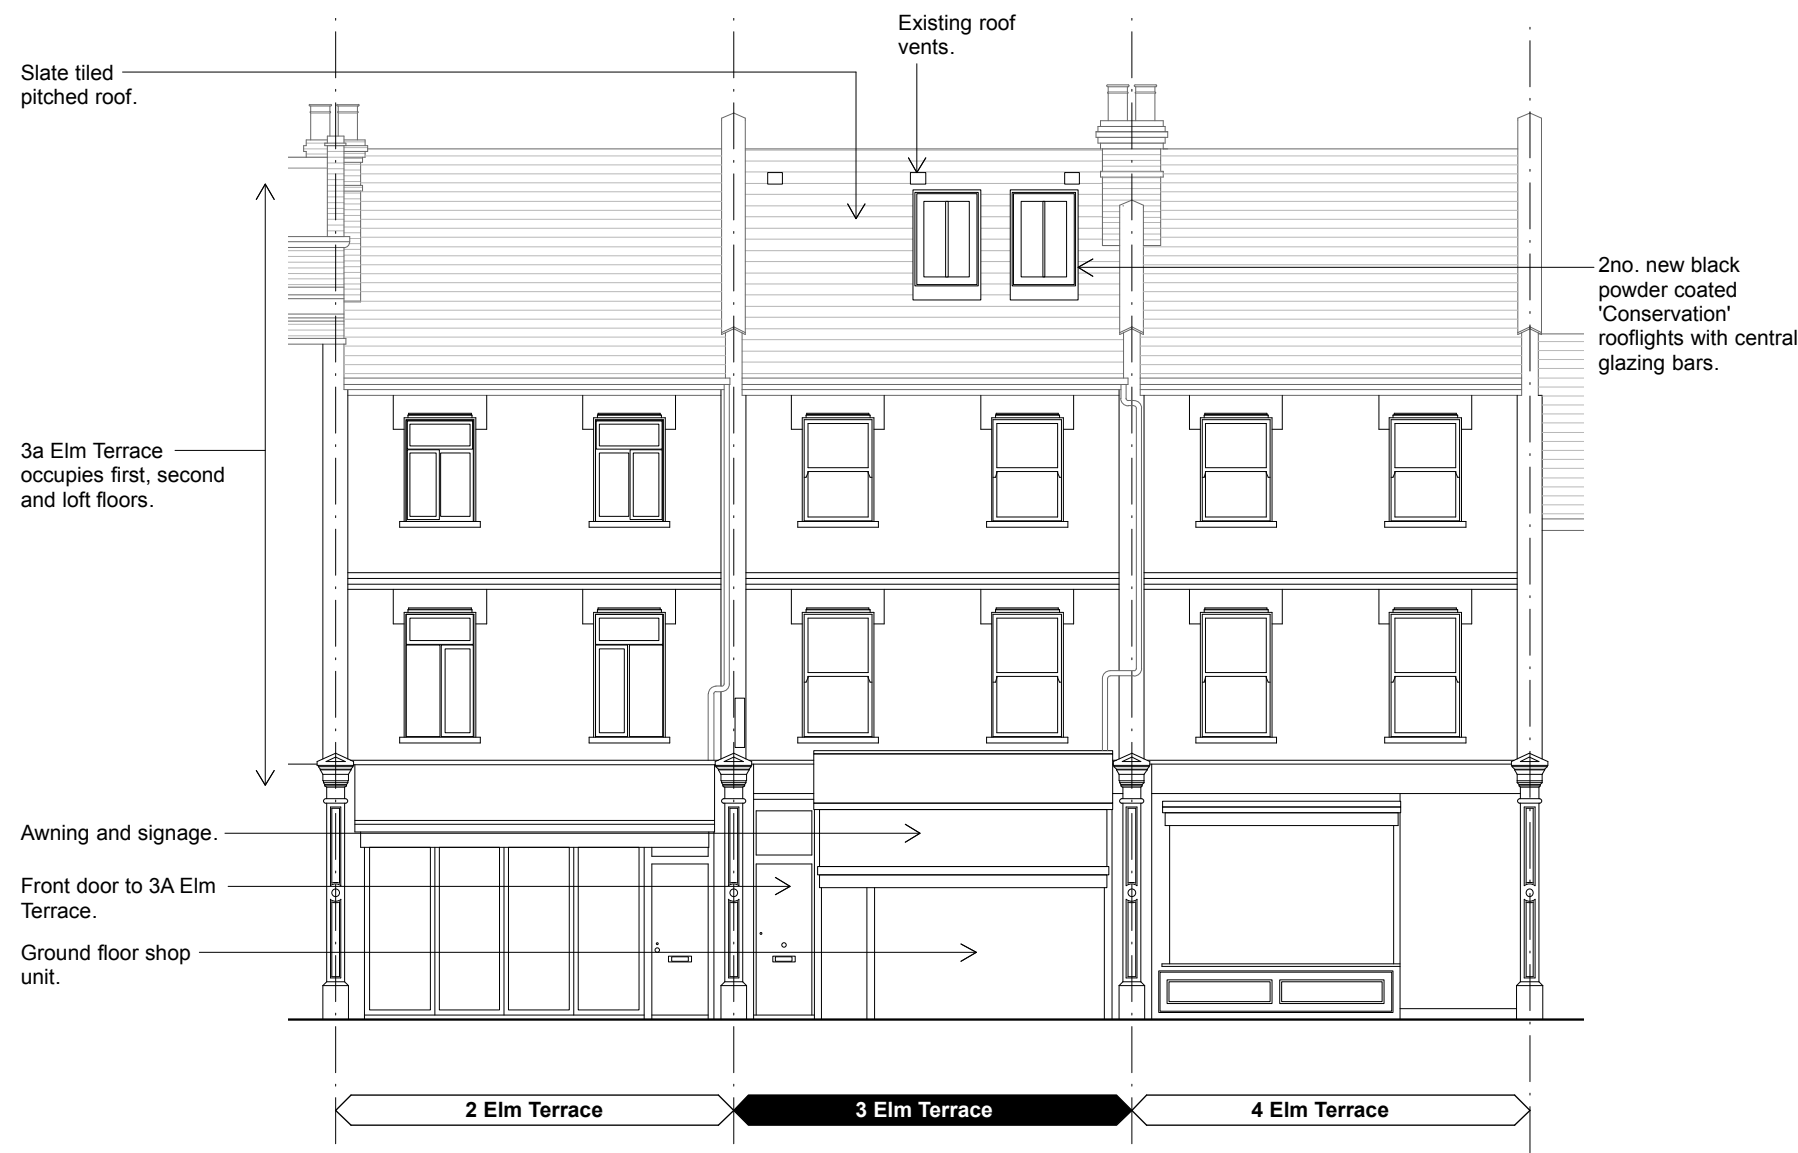 Existing roof
vents.
Slate tiled
pitched roof.
2no. new black
powder coated
'Conservation'
rooflights with central
glazing bars.
3a Elm Terrace
occupies first, second
and loft floors.
Awning and signage.
Front door to 3A Elm
Terrace.
Ground floor shop
unit.
2 Elm Terrace
3 Elm Terrace
4 Elm Terrace